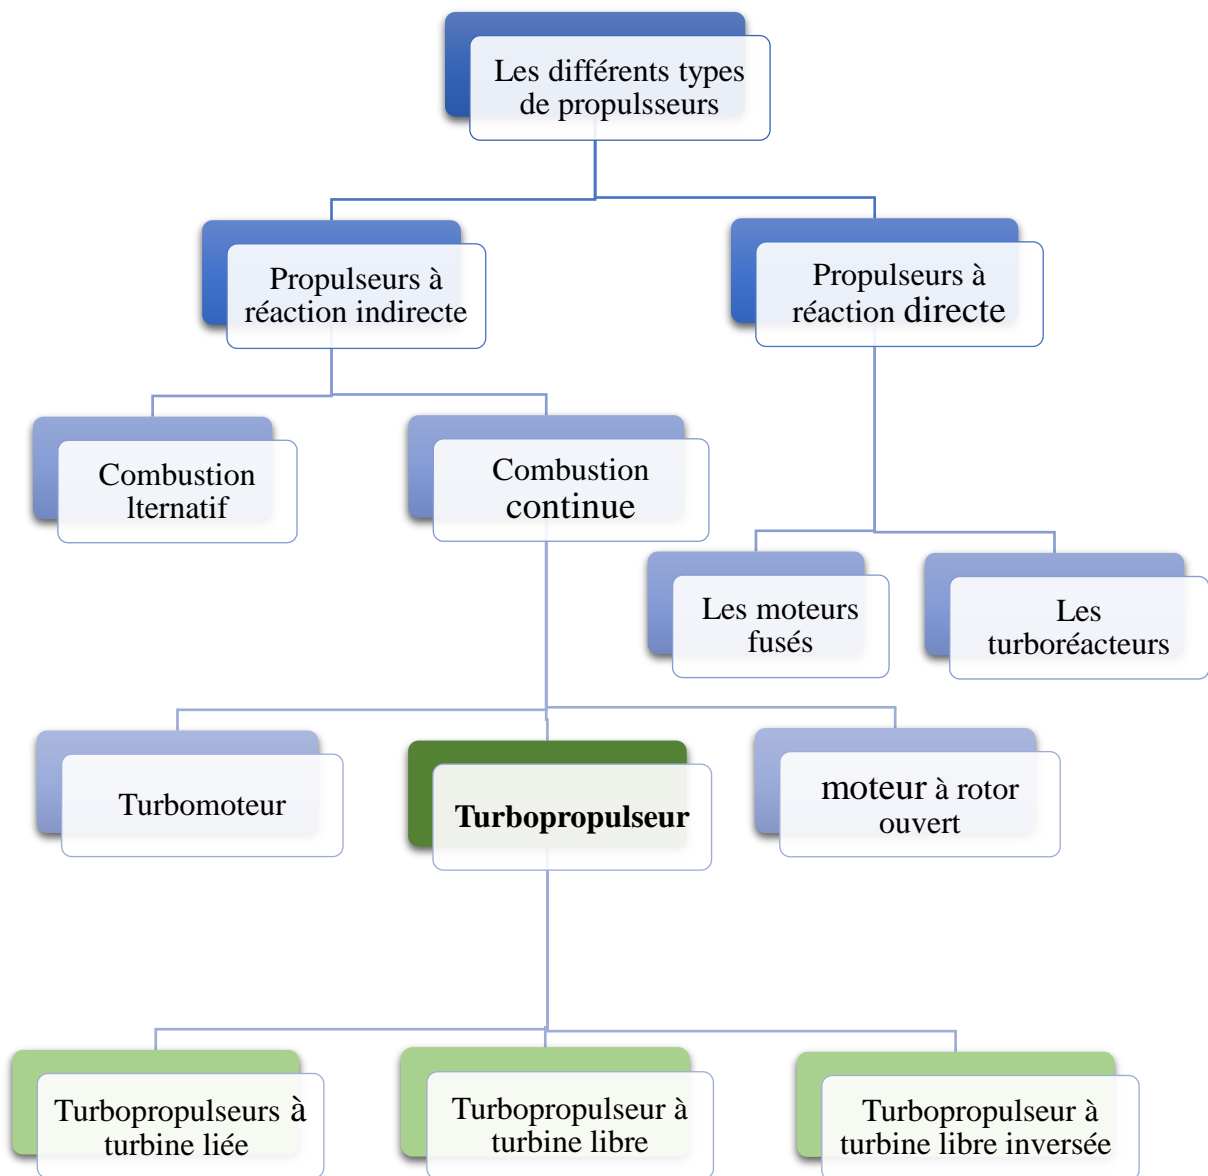 Les différents types
de propulsseurs
Propulseurs à
réaction indirecte
Propulseurs à
réaction directe
Combustion
lternatif
Combustion
continue
Les moteurs
fusés
Les
turboréacteurs
Turbomoteur
Turbopropulseur
moteur à rotor
ouvert
Turbopropulseurs à
turbine liée
Turbopropulseur à
turbine libre
Turbopropulseur à
turbine libre inversée